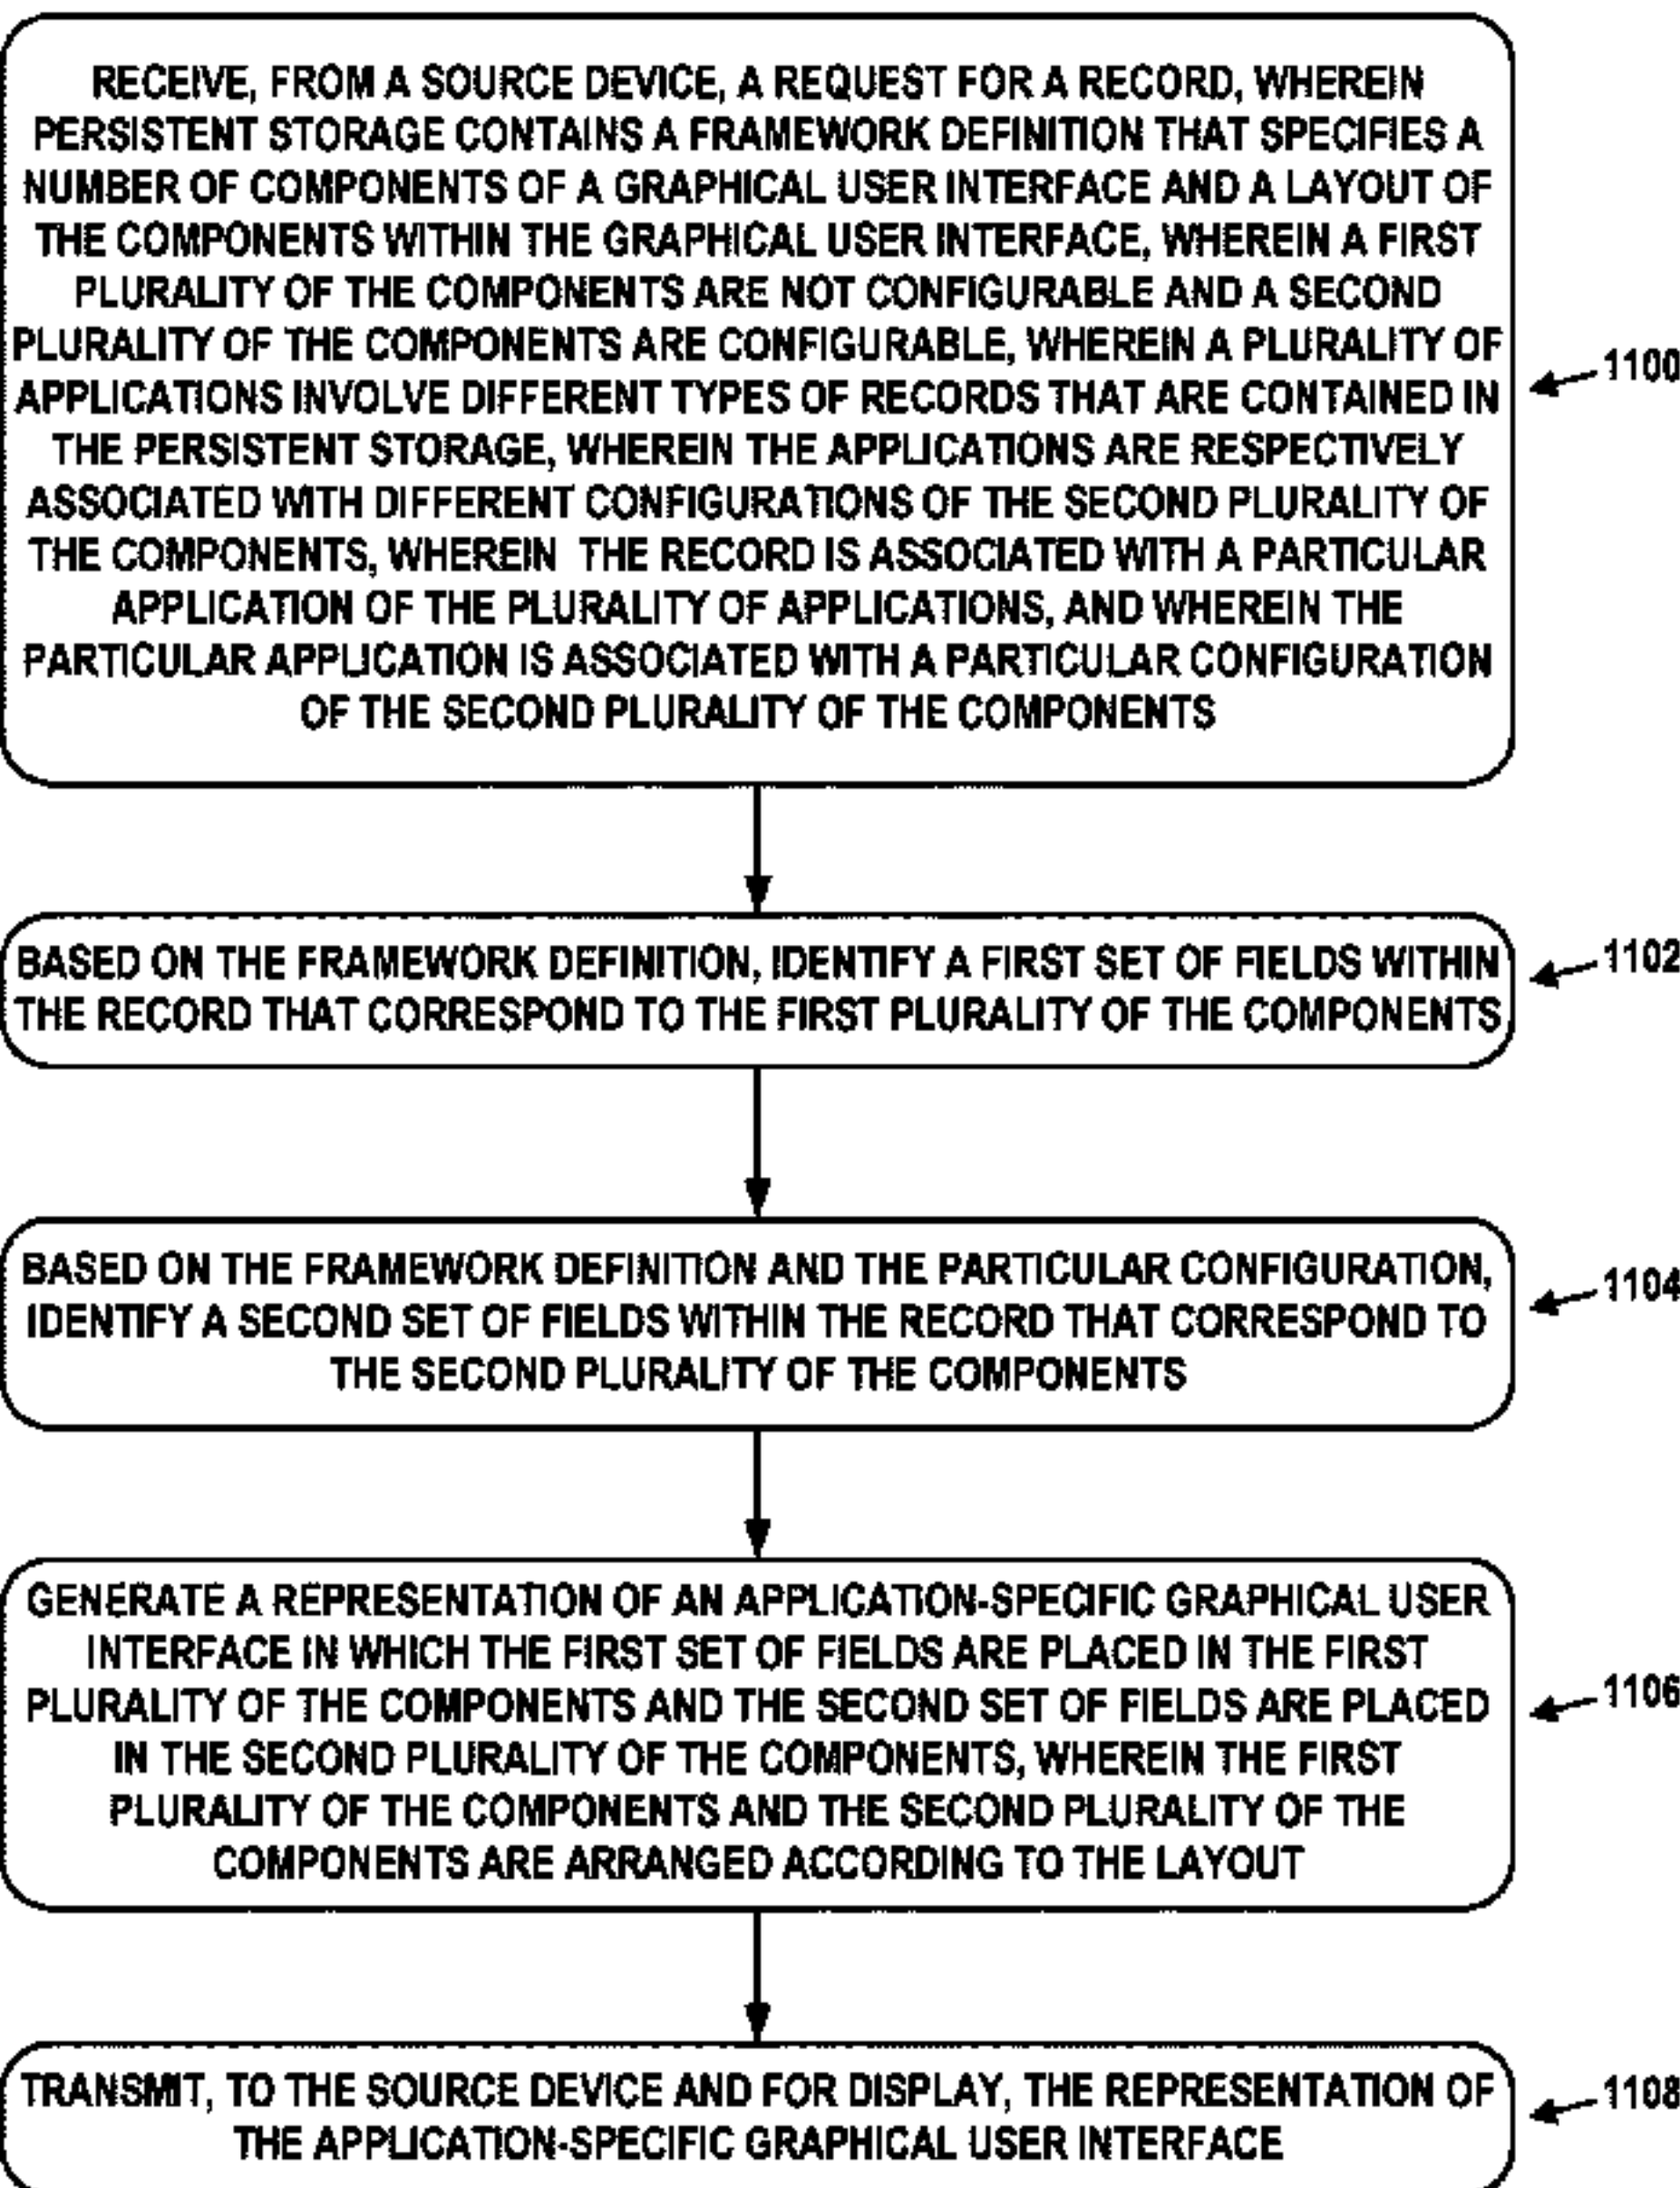 RECEIVE, FROM A SOURCE DEVICE, A REQUEST FOR A RECORD, WHEREIN
PERSISTENT STORAGE CONTAINS A FRAMEWORK DEFINITION THAT SPECIFIES A
NUMBER OF COMPONENTS OF A GRAPHICAL USER INTERFACE AND A LAYOUT OF
THE COMPONENTS WITHIN THE GRAPHICAL USER INTERFACE, WHEREIN A FIRST
PLURALITY OF THE COMPONENTS ARE NOT CONFIGURABLE AND A SECOND
PLURALITY OF THE COMPONENTS ARE CONFIGURABLE, WHEREIN A PLURALITY OF
APPLICATIONS INVOLVE DIFFERENT TYPES OF RECORDS THAT ARE CONTAINED IN
THE PERSISTENT STORAGE, WHEREIN THE APPLICATIONS ARE RESPECTIVELY
ASSOCIATED WITH DIFFERENT CONFIGURATIONS OF THE SECOND PLURALITY OF
THE COMPONENTS, WHEREIN THE RECORD IS ASSOCIATED WITH A PARTICULAR
APPLICATION OF THE PLURALITY OF APPLICATIONS, AND WHEREIN THE
PARTICULAR APPLICATION IS ASSOCIATED WITH A PARTICULAR CONFIGURATION
OF THE SECOND PLURALITY OF THE COMPONENTS
1100
BASED ON THE FRAMEWORK DEFINITION, IDENTIFY A FIRST SET OF FIELDS WITHIN
THE RECORD THAT CORRESPOND TO THE FIRST PLURALITY OF THE COMPONENTS
1102
BASED ON THE FRAMEWORK DEFINITION AND THE PARTICULAR CONFIGURATION,
IDENTIFY A SECOND SET OF FIELDS WITHIN THE RECORD THAT CORRESPOND TO
THE SECOND PLURALITY OF THE COMPONENTS
1104
GENERATE A REPRESENTATION OF AN APPLICATION-SPECIFIC GRAPHICAL USER
INTERFACE IN WHICH THE FIRST SET OF FIELDS ARE PLACED IN THE FIRST
PLURALITY OF THE COMPONENTS AND THE SECOND SET OF FIELDS ARE PLACED
IN THE SECOND PLURALITY OF THE COMPONENTS, WHEREIN THE FIRST
PLURALITY OF THE COMPONENTS AND THE SECOND PLURALITY OF THE
COMPONENTS ARE ARRANGED ACCORDING TO THE LAYOUT
1106
TRANSMIT, TO THE SOURCE DEVICE AND FOR DISPLAY, THE REPRESENTATION OF
THE APPLICATION-SPECIFIC GRAPHICAL USER INTERFACE
1108